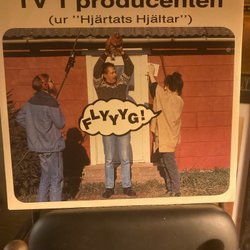 TV 1 producenten
(ur "Hjärtats Hjältar")
FLYYYG!